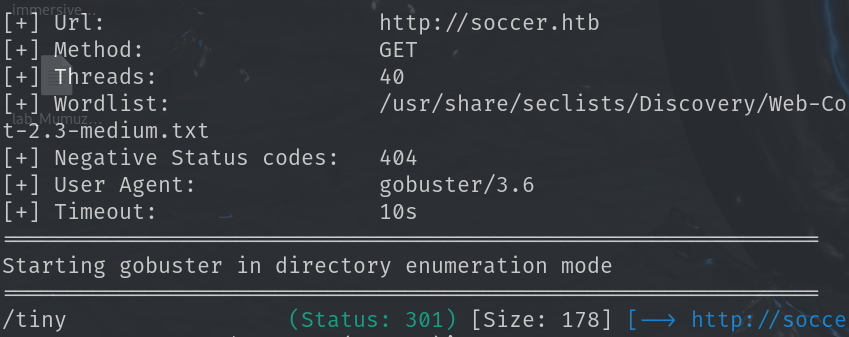 immersive...
[+] Url: http://soccer.htb
[+] Method: GET
[+] Threads: 40
[+] Wordlist: /usr/share/seclists/Discovery/Web-Co
lab_Mumuz...
t-2.3-medium.txt
[+] Negative Status codes: 404
[+] User Agent: gobuster/3.6
[+] Timeout: 10s
===============================================================
Starting gobuster in directory enumeration mode
===============================================================
/tiny (Status: 301) [Size: 178] [--> http://socce